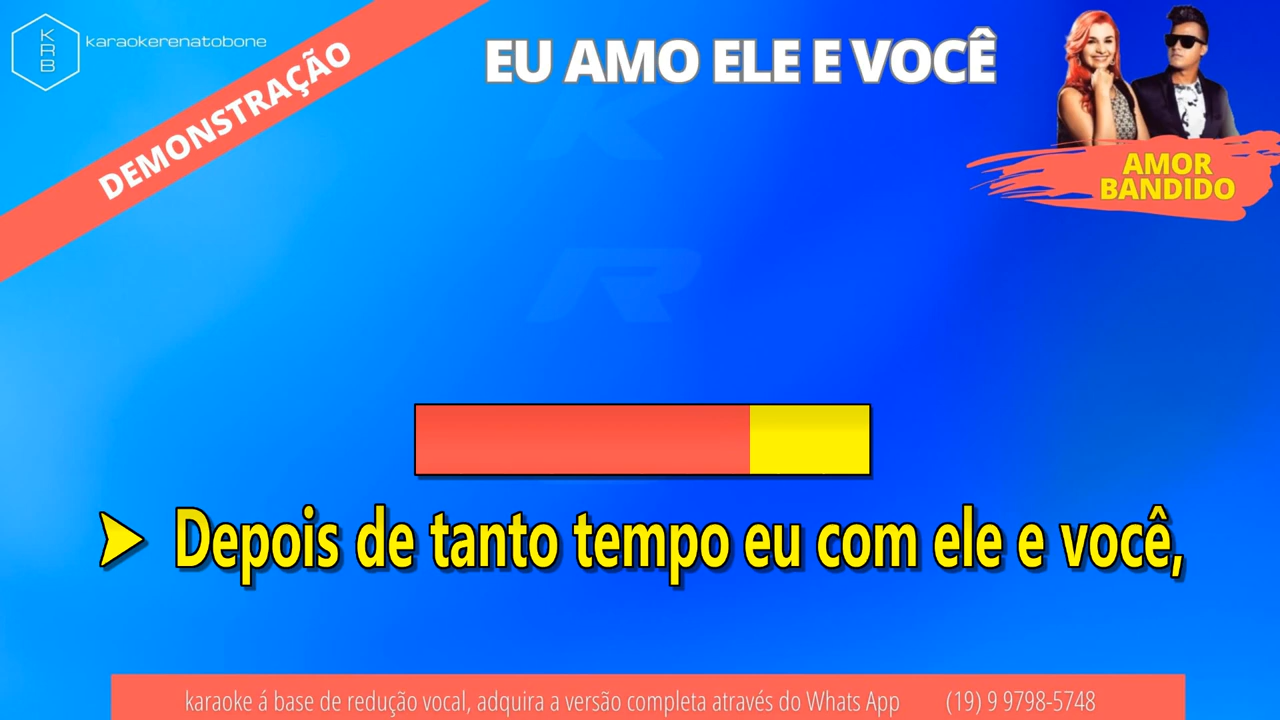 K
R
B
karaokerenatobone
DEMONSTRAÇÃO
EU AMO ELE E VOCÊ
AMOR
BANDIDO
K
R
Depois de tanto tempo eu com ele e você,
karaoke á base de redução vocal, adquira a versão completa através do Whats App (19) 9 9798-5748